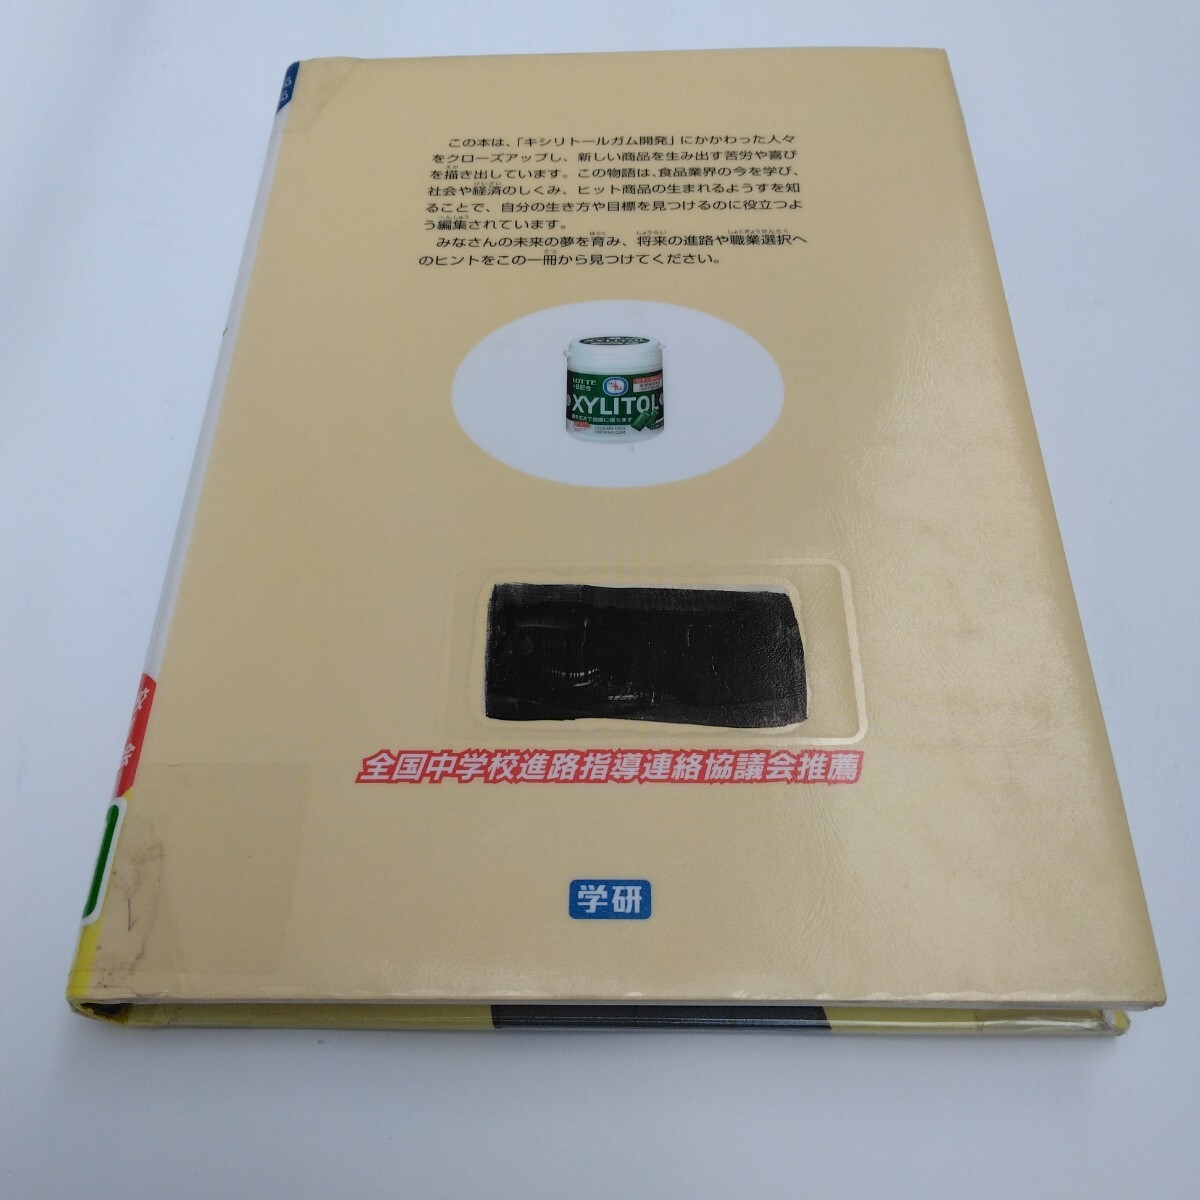 この本は、「キシリトールガム開発」にかかわった人々
をクローズアップし、新しい商品を生み出す苦労や喜び
を描き出しています。この物語は、食品業界の今を学び、
社会や経済のしくみ、ヒット商品の生まれるようすを知
ることで、自分の生き方や目標を見つけるのに役立つよ
う編集されています。
みなさんの未来の夢を育み、将来の進路や職業選択へ
のヒントをこの一冊から見つけてください。
LOTTE
XYLITOL
全国中学校進路指導連絡協議会推薦
学研